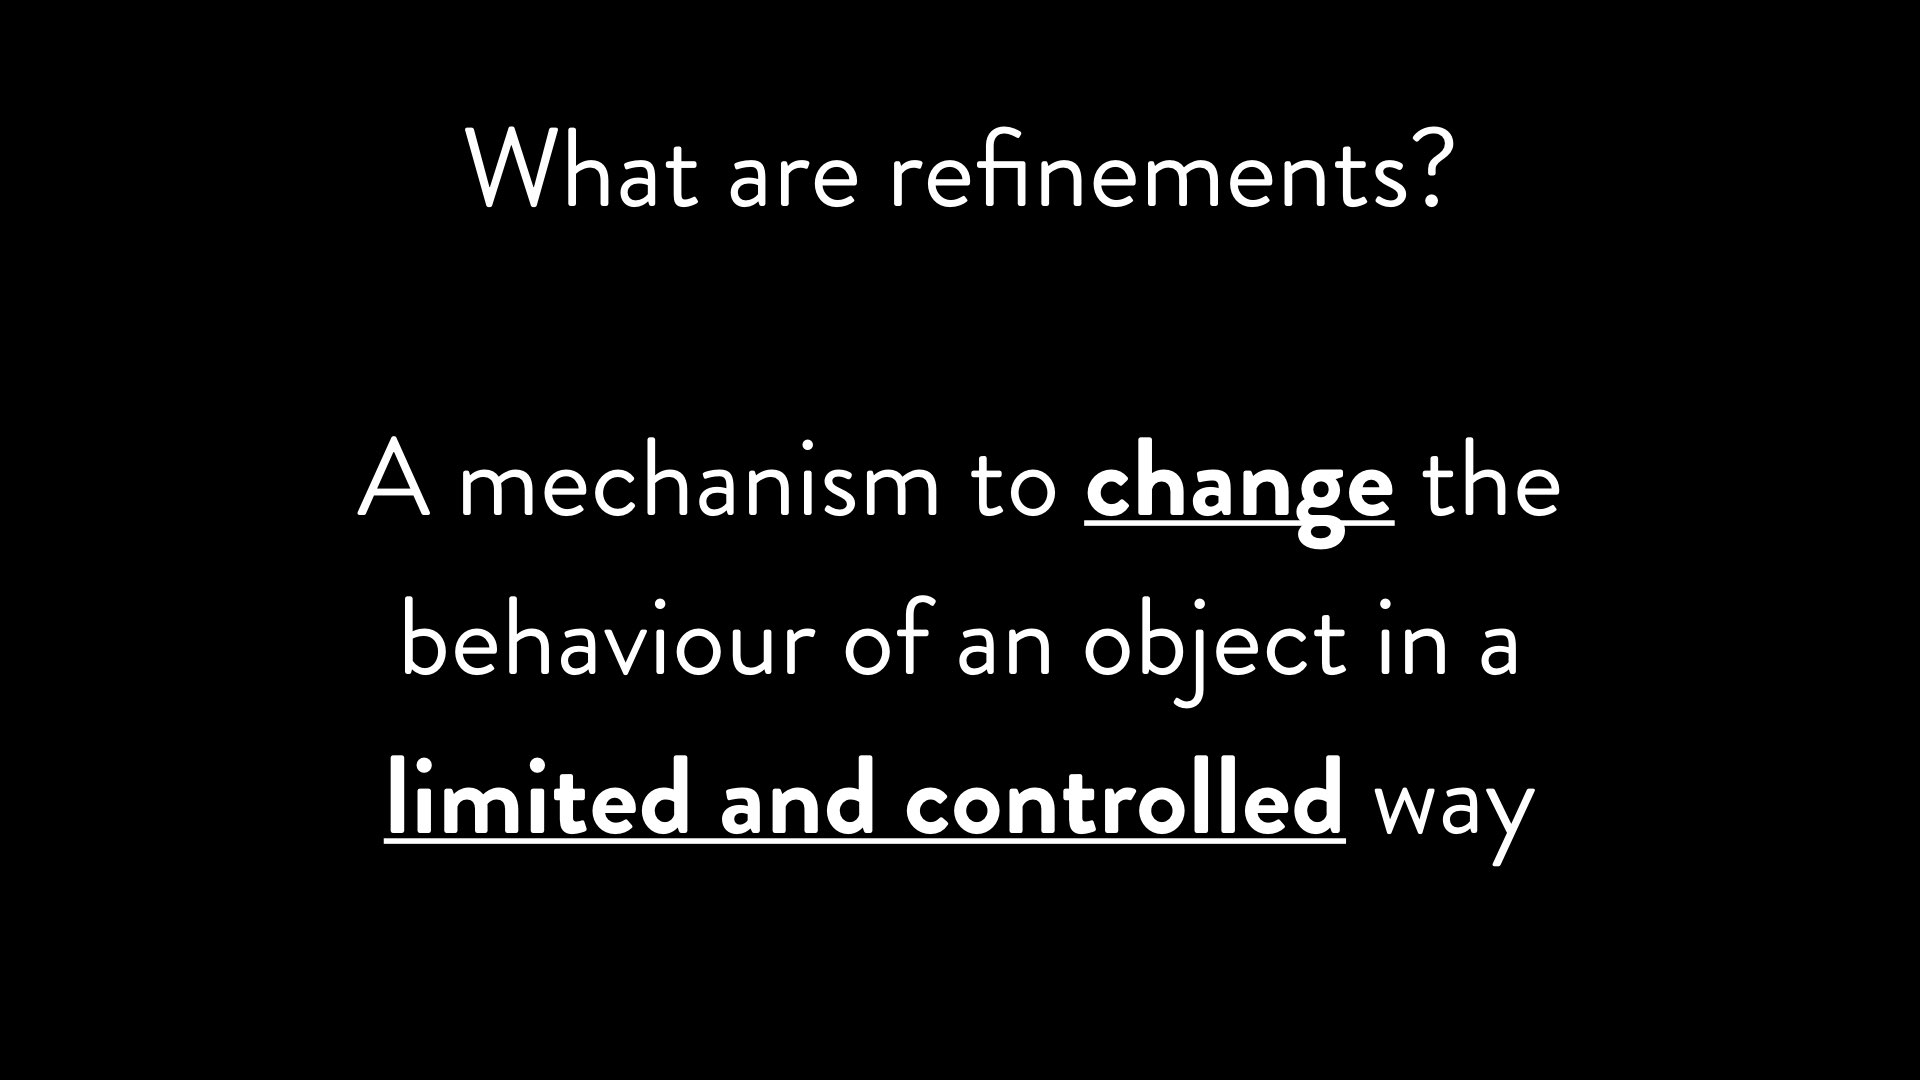 What are refinements?
A mechanism to change the
behaviour of an object in a
limited and controlled way